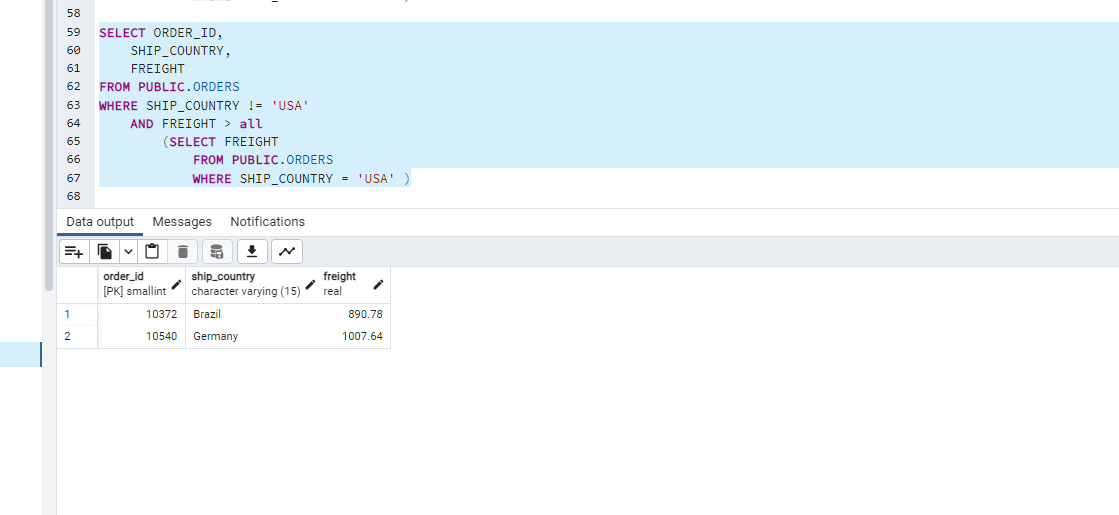 58
59 SELECT ORDER_ID,
60 SHIP_COUNTRY,
61 FREIGHT
62 FROM PUBLIC.ORDERS
63 WHERE SHIP_COUNTRY != 'USA'
64 AND FREIGHT > all
65 (SELECT FREIGHT
66 FROM PUBLIC.ORDERS
67 WHERE SHIP_COUNTRY = 'USA' )
68
Data output Messages Notifications
order_id ship_country freight
[PK] smallint character varying (15) real
1 10372 Brazil 890.78
2 10540 Germany 1007.64